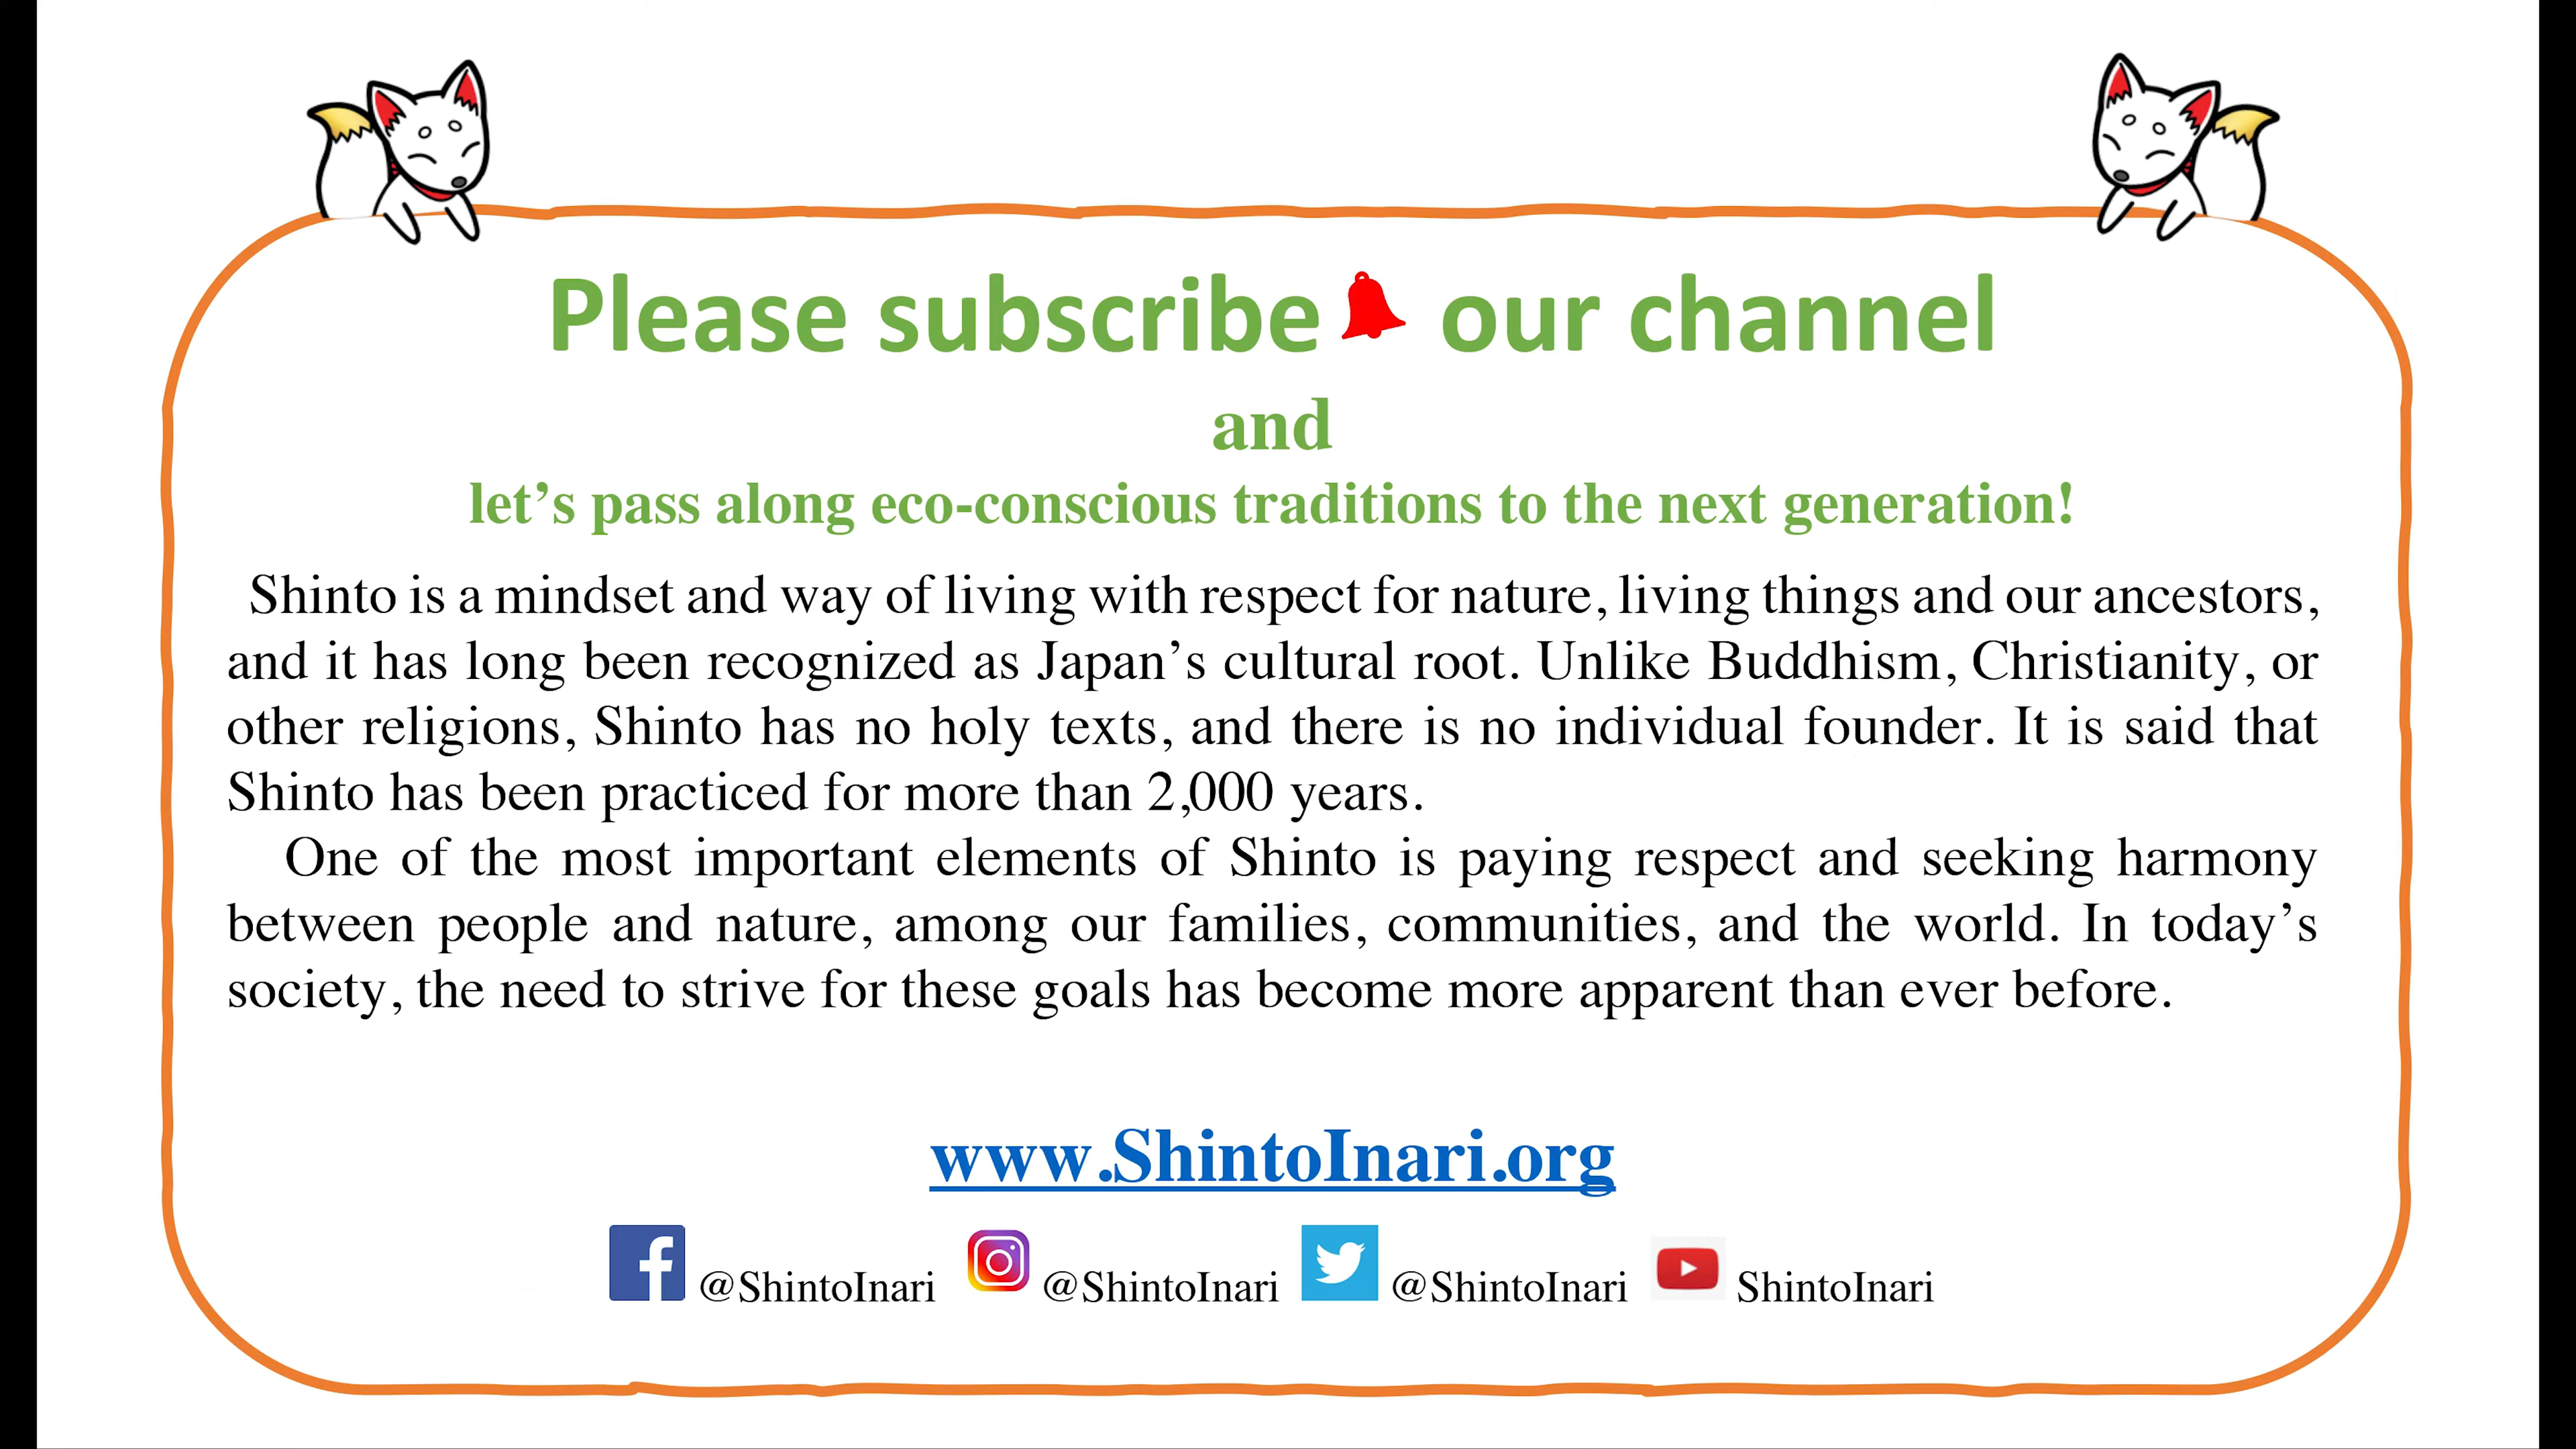 Please subscribe our channel
and
let’s pass along eco-conscious traditions to the next generation!
Shinto is a mindset and way of living with respect for nature, living things and our ancestors,
and it has long been recognized as Japan’s cultural root. Unlike Buddhism, Christianity, or
other religions, Shinto has no holy texts, and there is no individual founder. It is said that
Shinto has been practiced for more than 2,000 years.
One of the most important elements of Shinto is paying respect and seeking harmony
between people and nature, among our families, communities, and the world. In today’s
society, the need to strive for these goals has become more apparent than ever before.
www.ShintoInari.org
@ShintoInari @ShintoInari @ShintoInari ShintoInari